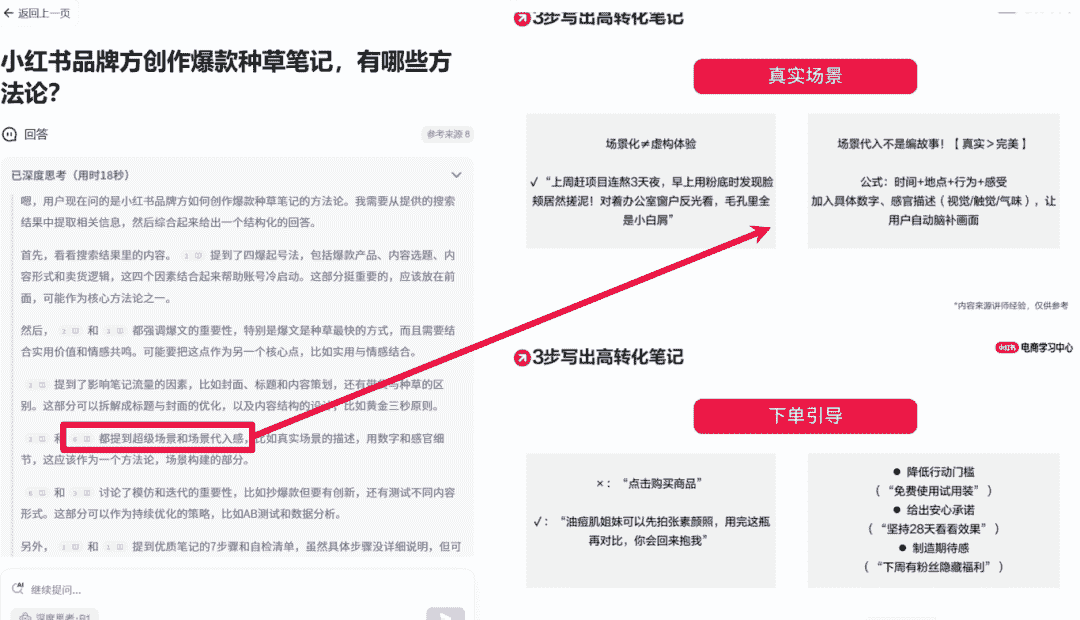 返回上一页
小红书品牌方创作爆款种草笔记，有哪些方
法论？
回答
参考来源 8
已深度思考（用时18秒）
嗯，用户现在问的是小红书品牌方如何创作爆款种草笔记的方法论。我需要从提供的搜索
结果中提取相关信息，然后综合起来给出一个结构化的回答。
首先，看看搜索结果里的内容。 1 提到了四爆起号法，包括爆款产品、内容选题、内
容形式和卖货逻辑，这四个因素结合起来帮助账号冷启动。这部分挺重要的，应该放在前
面，可能作为核心方法论之一。
然后， 2 和 3 都强调爆文的重要性，特别是爆文是种草最快的方式，而且需要结
合实用价值和情感共鸣。可能要把这点作为另一个核心点，比如实用与情感结合。
提到了影响笔记流量的因素，比如封面、标题和内容策划，还有带货与种草的区
别。这部分可以拆解成标题与封面的优化，以及内容结构的设计，比如黄金三秒原则。
和 都提到超级场景和场景代入感，比如真实场景的描述，用数字和感官细
节，这应该作为一个方法论，场景构建的部分。
和 讨论了模仿和迭代的重要性，比如抄爆款但要有创新，还有测试不同内容
形式。这部分可以作为持续优化的策略，比如AB测试和数据分析。
另外， 和 提到优质笔记的7步骤和自检清单，虽然具体步骤没详细说明，但可
继续提问...
深度思考·R1
3步写出高转化笔记
真实场景
场景化≠虚构体验
✓ “上周赶项目连熬3天夜，早上用粉底时发现脸
颊居然搓泥！对着办公室窗户反光看，毛孔里全
是小白屑”
场景代入不是编故事！【 真实＞完美 】
公式：时间+地点+行为+感受
加入具体数字、感官描述（视觉/触觉/气味），让
用户自动脑补画面
*内容来源讲师经验，仅供参考
小红书 电商学习中心
3步写出高转化笔记
下单引导
×：“点击购买商品”
✓：“油痘肌姐妹可以先拍张素颜照，用完这瓶
再对比，你会回来抱我”
● 降低行动门槛
（ “免费使用试用装” ）
● 给出安心承诺
（ “坚持28天看看效果” ）
● 制造期待感
（ “下周有粉丝隐藏福利” ）